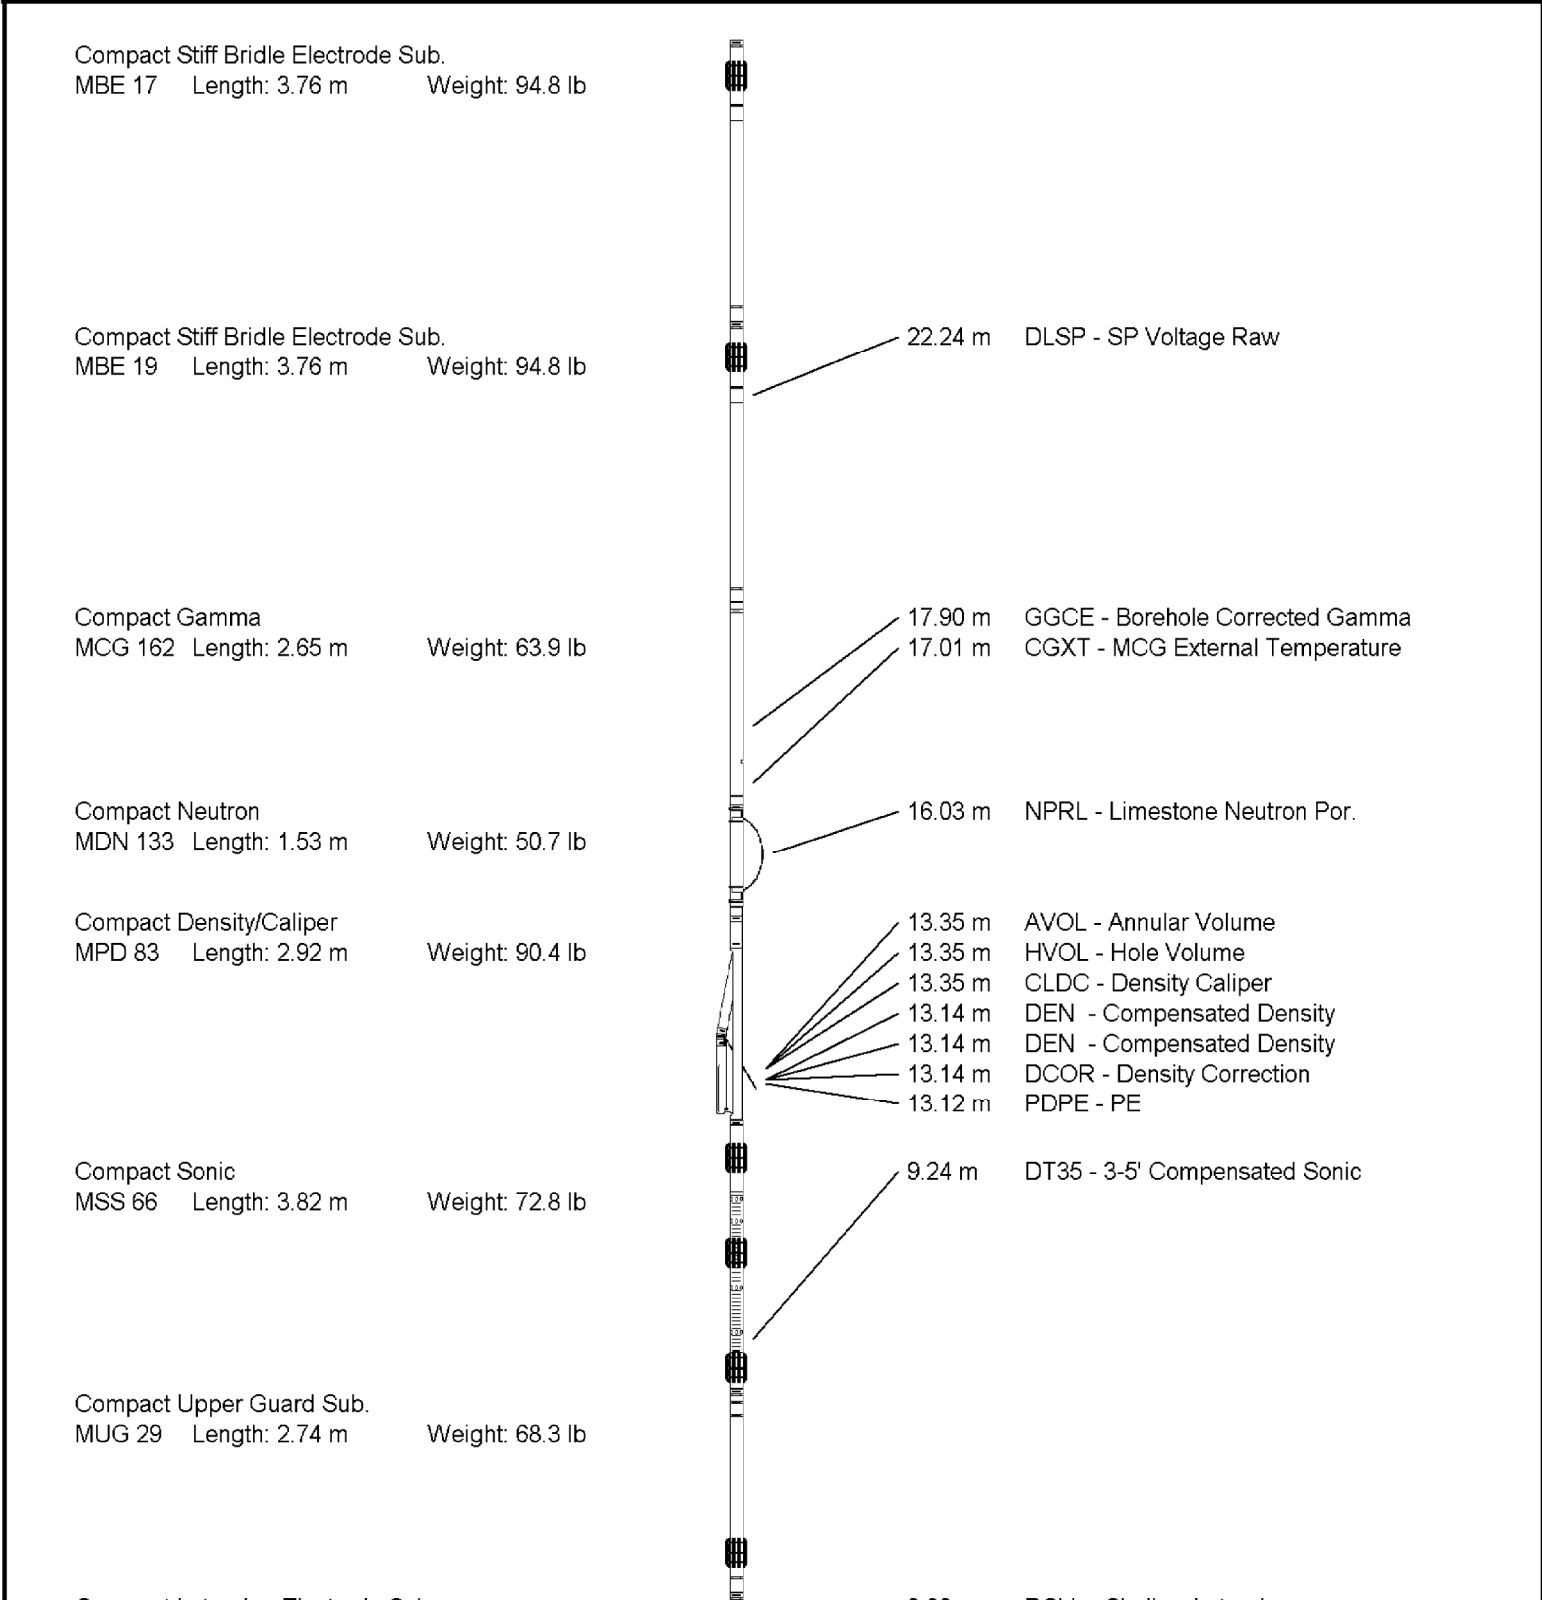 Compact Stiff Bridle Electrode Sub.
MBE 17 Length: 3.76 m Weight: 94.8 lb
Compact Stiff Bridle Electrode Sub.
MBE 19 Length: 3.76 m Weight: 94.8 lb
22.24 m DLSP - SP Voltage Raw
Compact Gamma
MCG 162 Length: 2.65 m Weight: 63.9 lb
17.90 m GGCE - Borehole Corrected Gamma
17.01 m CGXT - MCG External Temperature
Compact Neutron
MDN 133 Length: 1.53 m Weight: 50.7 lb
16.03 m NPRL - Limestone Neutron Por.
Compact Density/Caliper
MPD 83 Length: 2.92 m Weight: 90.4 lb
13.35 m AVOL - Annular Volume
13.35 m HVOL - Hole Volume
13.35 m CLDC - Density Caliper
13.14 m DEN - Compensated Density
13.14 m DEN - Compensated Density
13.14 m DCOR - Density Correction
13.12 m PDPE - PE
Compact Sonic
MSS 66 Length: 3.82 m Weight: 72.8 lb
9.24 m DT35 - 3-5' Compensated Sonic
Compact Upper Guard Sub.
MUG 29 Length: 2.74 m Weight: 68.3 lb